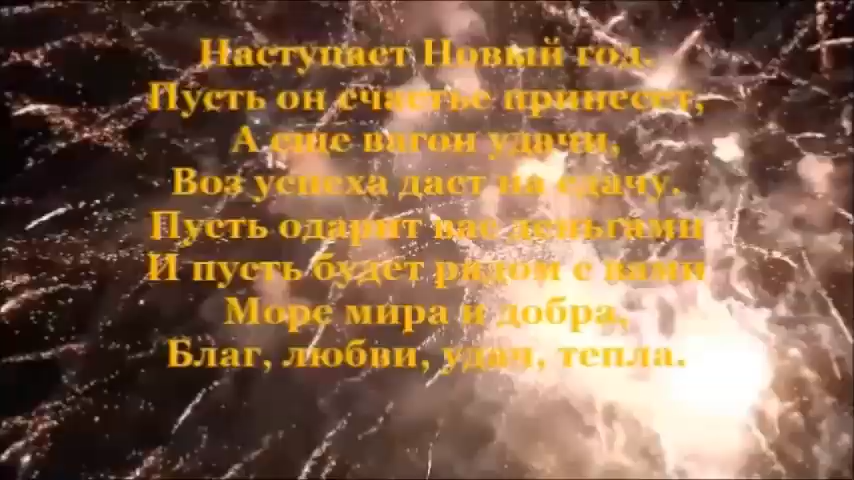 Наступает Новый год.
Пусть он счастье принесет,
А еще вагон удачи,
Воз успеха даст на сдачу.
Пусть одарит вас деньгами
И пусть будет рядом с вами
Море мира и добра,
Благ, любви, удач, тепла.